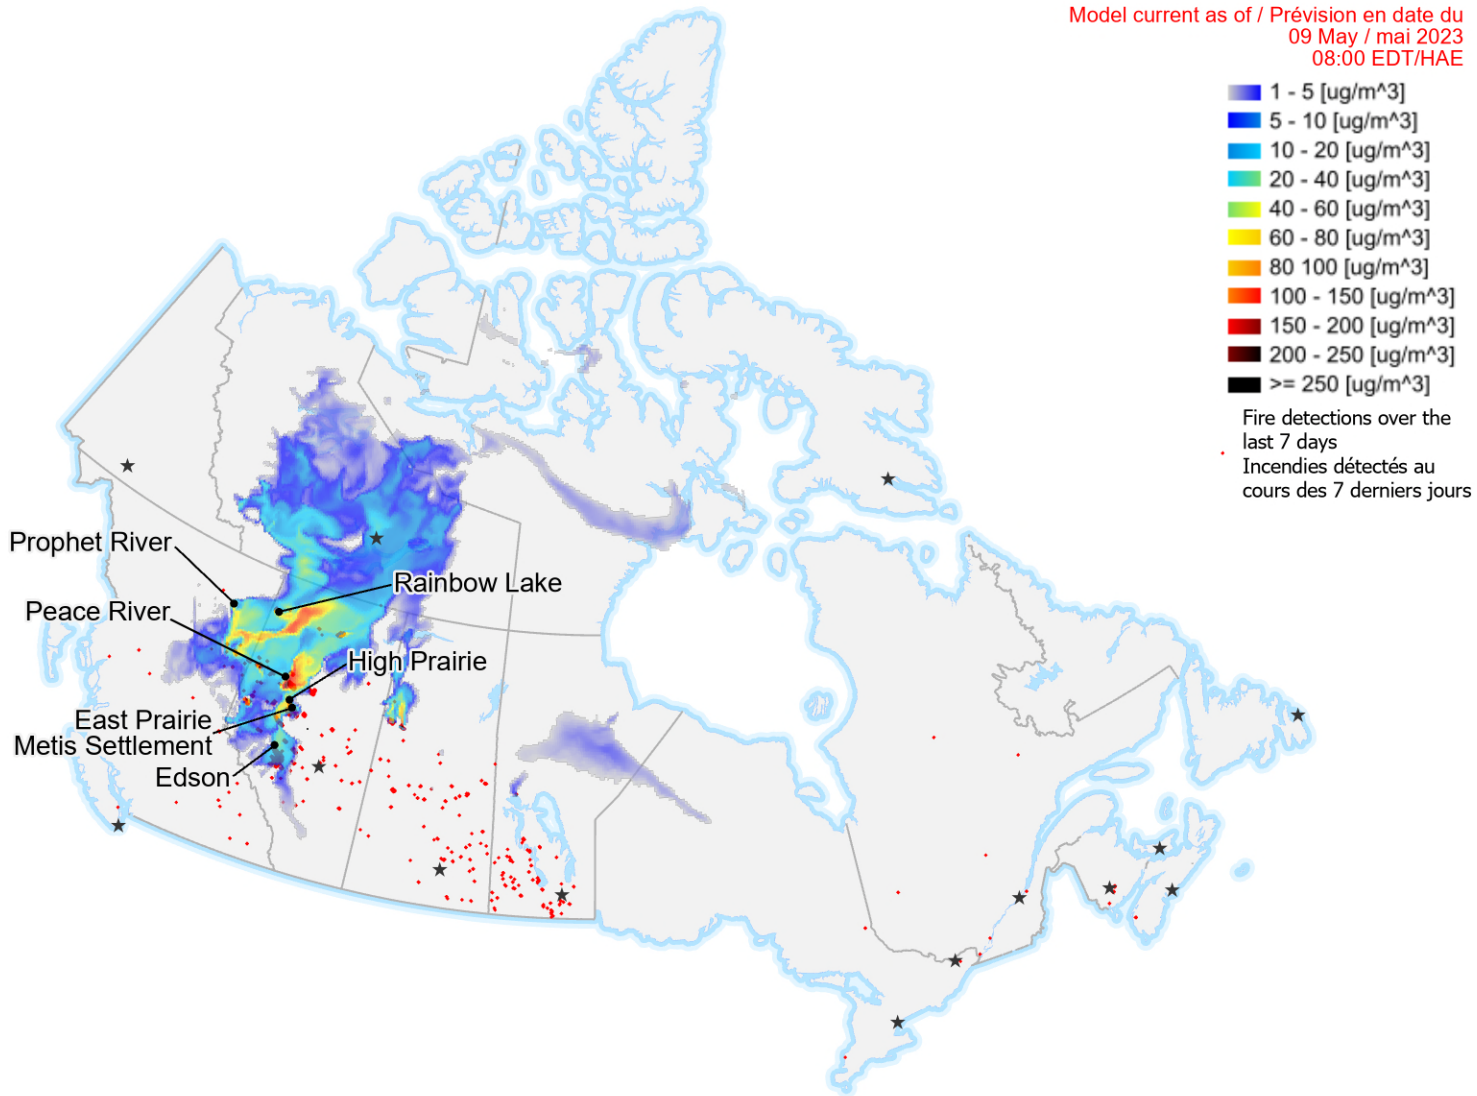 Model current as of / Prévision en date du
09 May / mai 2023
08:00 EDT/HAE
1 - 5 [ug/m^3]
5 - 10 [ug/m^3]
10 - 20 [ug/m^3]
20 - 40 [ug/m^3]
40 - 60 [ug/m^3]
60 - 80 [ug/m^3]
80 100 [ug/m^3]
100 - 150 [ug/m^3]
150 - 200 [ug/m^3]
200 - 250 [ug/m^3]
>= 250 [ug/m^3]
Fire detections over the
last 7 days
Incendies détectés au
cours des 7 derniers jours
Prophet River
Rainbow Lake
Peace River
High Prairie
East Prairie
Metis Settlement
Edson